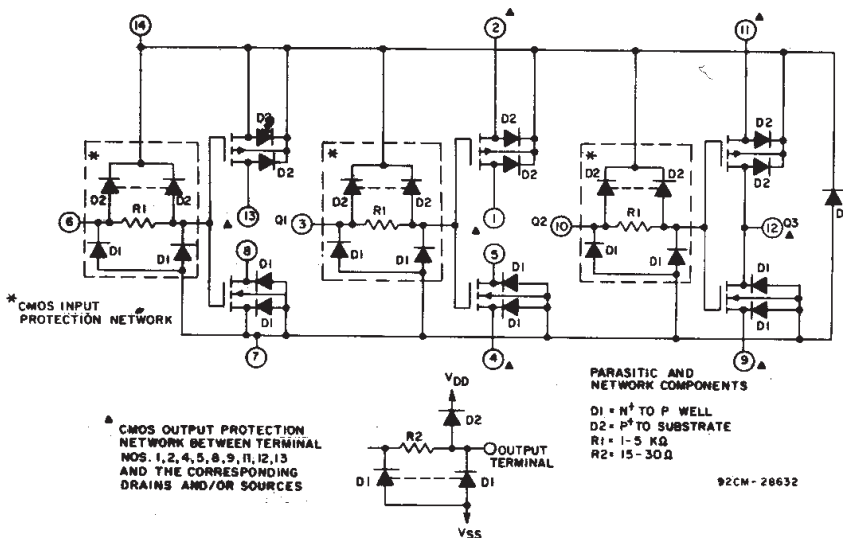 14
2 ▲
11 ▲
D2
D2
D2
D2
D2
D2
*
*
*
D2 D2
D2 D2
D2 D2
R1
R1
R1
6
13 ▲
Q1 3
1 ▲
Q2 10
12 Q3 ▲
D
8
5
D1 D1
D1 D1
D1 D1
D1
D1
D1
D1
D1
D1
* CMOS INPUT
PROTECTION NETWORK
7
4 ▲
9 ▲
▲ CMOS OUTPUT PROTECTION
NETWORK BETWEEN TERMINAL
NOS. 1,2,4,5,8,9,11,12,13
AND THE CORRESPONDING
DRAINS AND/OR SOURCES
VDD
D2
R2
OUTPUT
TERMINAL
D1
D1
VSS
PARASITIC AND
NETWORK COMPONENTS
D1 = N+ TO P WELL
D2 = P+ TO SUBSTRATE
R1 = 1-5 KΩ
R2 = 15-30Ω
92CM-28632